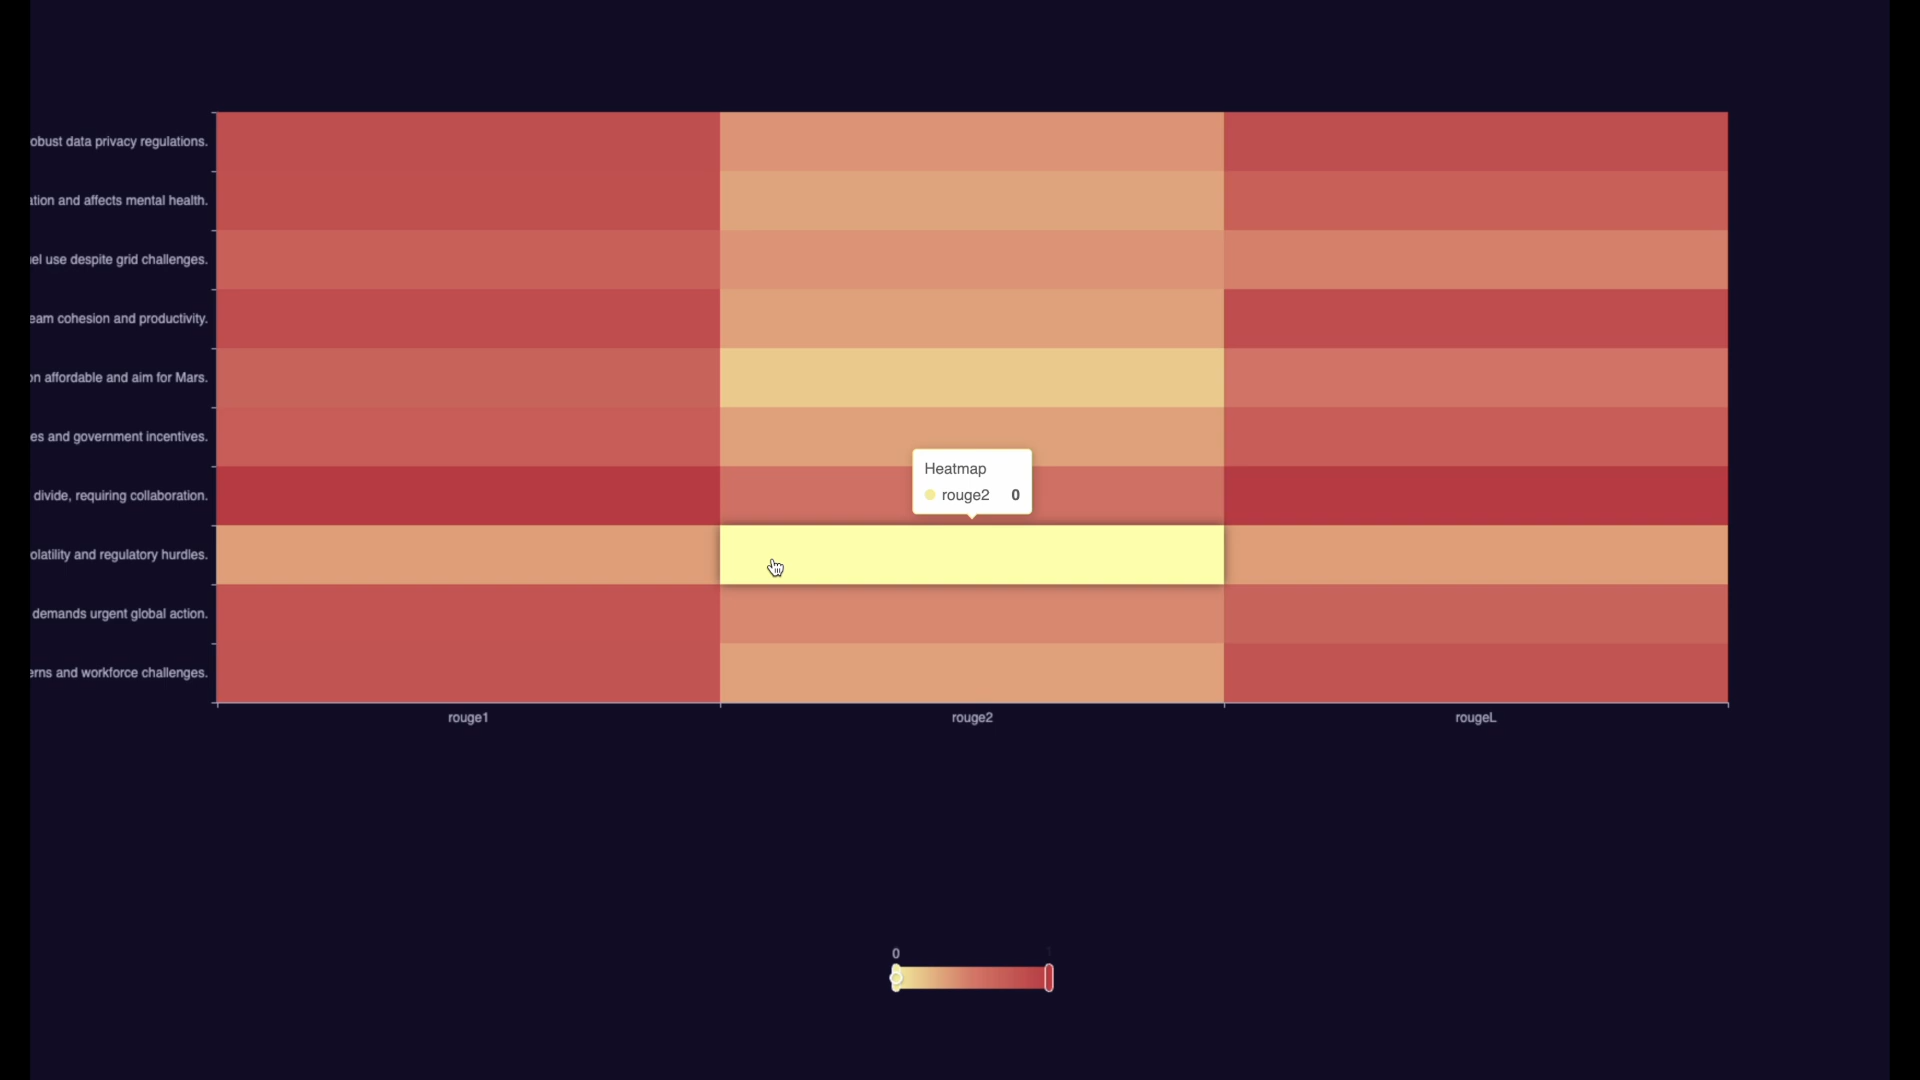 obust data privacy regulations.
ation and affects mental health.
el use despite grid challenges.
eam cohesion and productivity.
on affordable and aim for Mars.
es and government incentives.
Heatmap
rouge2 0
divide, requiring collaboration.
olatility and regulatory hurdles.
demands urgent global action.
erns and workforce challenges.
rouge1 rouge2 rougeL
0 1